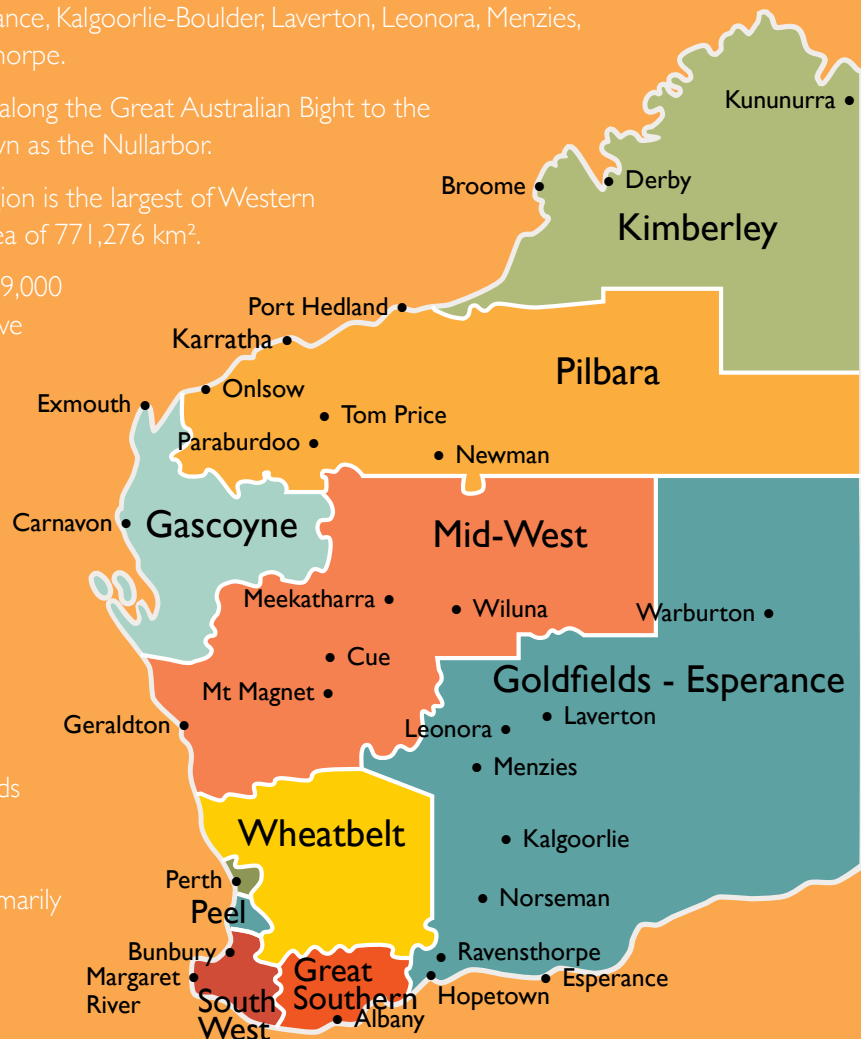 ance, Kalgoorlie-Boulder, Laverton, Leonora, Menzies,
horpe.
along the Great Australian Bight to the
vn as the Nullarbor.
gion is the largest of Western
ea of 771,276 km².
9,000
ve
ds
marily
Kununurra
Broome
Derby
Kimberley
Port Hedland
Karratha
Pilbara
Onlsow
Exmouth
Tom Price
Paraburdoo
Newman
Carnavon
Gascoyne
Mid-West
Meekatharra
Wiluna
Warburton
Cue
Goldfields - Esperance
Mt Magnet
Laverton
Geraldton
Leonora
Menzies
Wheatbelt
Kalgoorlie
Perth
Norseman
Peel
Bunbury
Ravensthorpe
Margaret
River
Great
Southern
Esperance
Hopetown
South
West
Albany